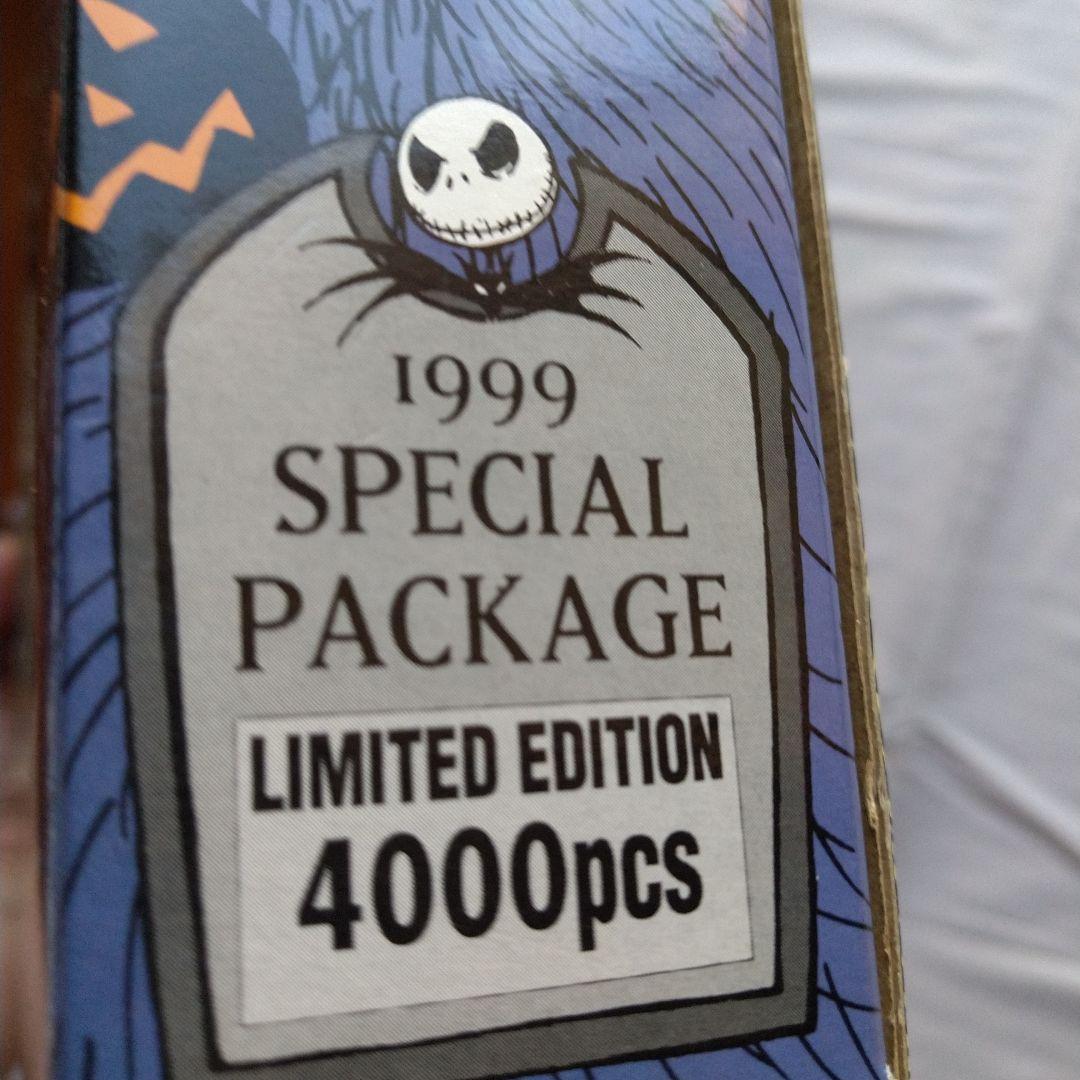 1999
SPECIAL
PACKAGE
LIMITED EDITION
4000pcs